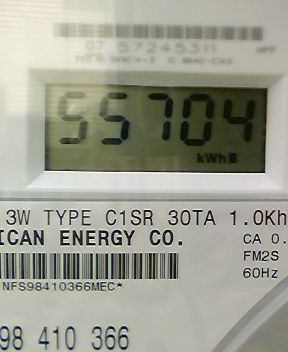 07 57245311
55704
kWh
3W TYPE C1SR 30TA 1.0Kh
ICAN ENERGY CO.
CA 0.
FM2S
60Hz
NFS98410366MEC*
98 410 366